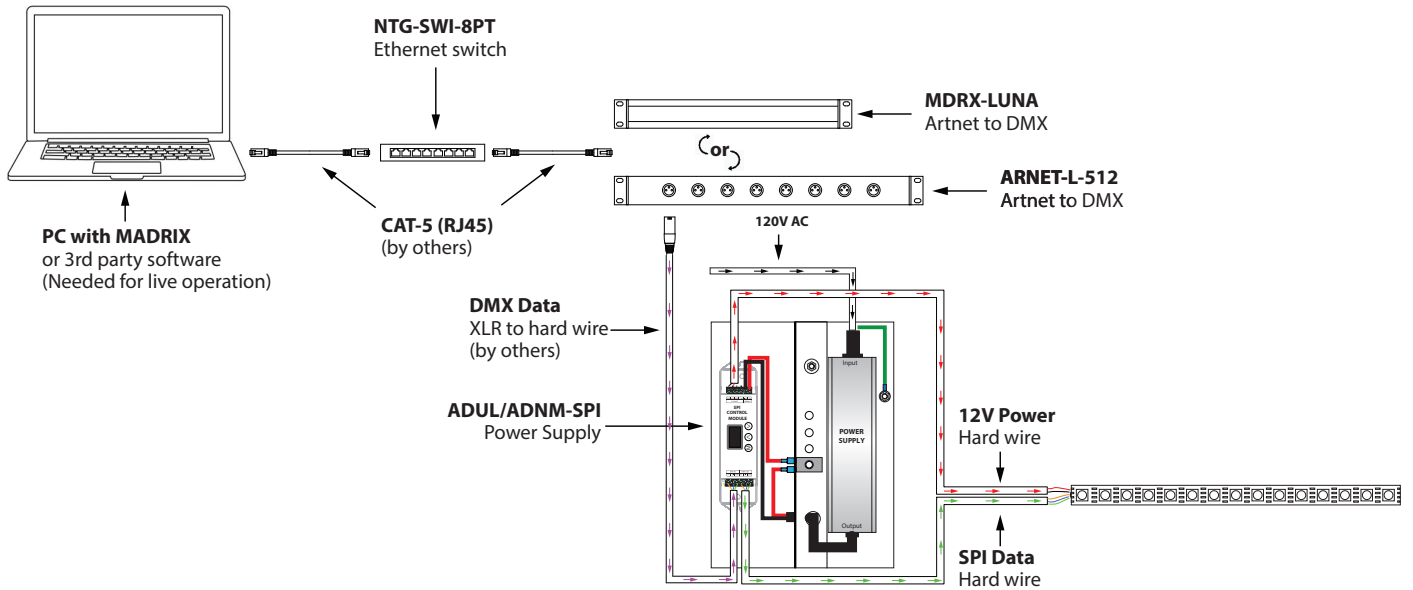 NTG-SWI-8PT
Ethernet switch
MDRX-LUNA
Artnet to DMX
or
ARNET-L-512
Artnet to DMX
PC with MADRIX
or 3rd party software
(Needed for live operation)
CAT-5 (RJ45)
(by others)
120V AC
DMX Data
XLR to hard wire
(by others)
Input
SPI
CONTROL
MODULE
ADUL/ADNM-SPI
Power Supply
POWER
SUPPLY
12V Power
Hard wire
Output
SPI Data
Hard wire